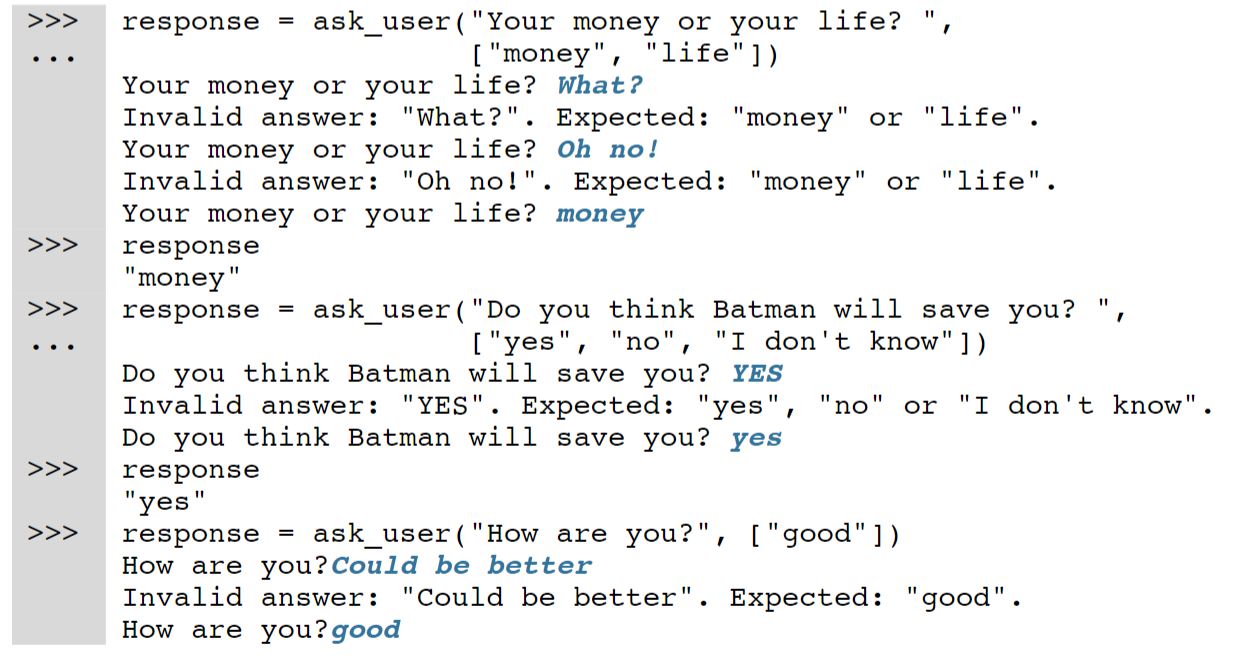 >>> response = ask_user("Your money or your life? ",
...                     ["money", "life"])
Your money or your life? What?
Invalid answer: "What?". Expected: "money" or "life".
Your money or your life? Oh no!
Invalid answer: "Oh no!". Expected: "money" or "life".
Your money or your life? money
>>> response
"money"
>>> response = ask_user("Do you think Batman will save you? ",
...                     ["yes", "no", "I don't know"])
Do you think Batman will save you? YES
Invalid answer: "YES". Expected: "yes", "no" or "I don't know".
Do you think Batman will save you? yes
>>> response
"yes"
>>> response = ask_user("How are you?", ["good"])
How are you?Could be better
Invalid answer: "Could be better". Expected: "good".
How are you?good